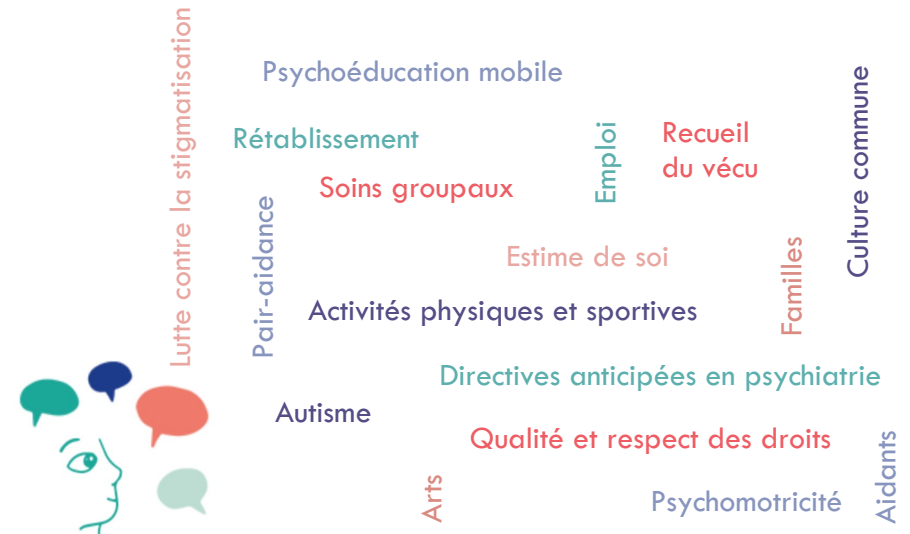 Lutte contre la stigmatisation
Psychoéducation mobile
Rétablissement
Emploi
Recueil
du vécu
Culture commune
Soins groupaux
Pair-aidance
Estime de soi
Familles
Activités physiques et sportives
Directives anticipées en psychiatrie
Autisme
Qualité et respect des droits
Aidants
Arts
Psychomotricité